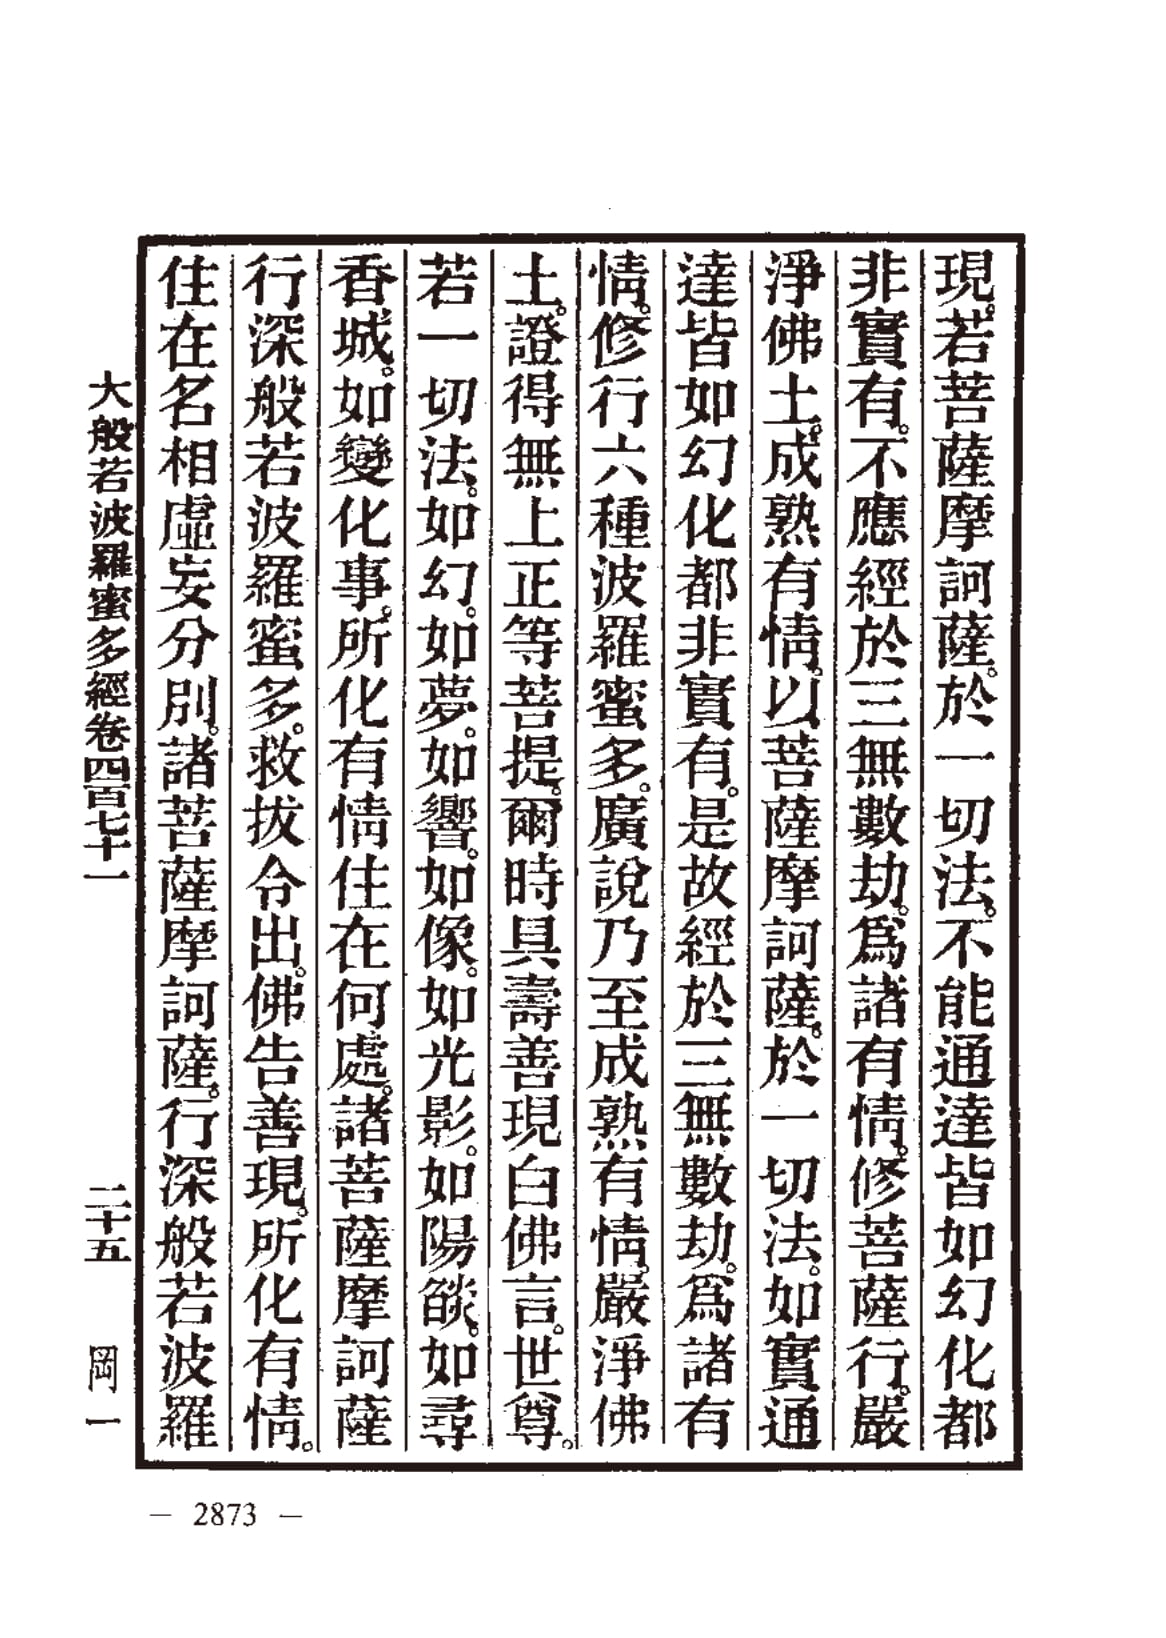 現。若菩薩摩訶薩。於一切法。不能通達皆如幻化都
非實有。不應經於三無數劫。爲諸有情。修菩薩行。嚴
淨佛土。成熟有情。以菩薩摩訶薩。於一切法。如實通
達皆如幻化都非實有。是故經於三無數劫。爲諸有
情。修行六種波羅蜜多。廣說乃至成熟有情。嚴淨佛
土。證得無上正等菩提。爾時具壽善現白佛言。世尊。
若一切法。如幻。如夢。如響。如像。如光影。如陽燄。如尋
香城。如變化事。所化有情住在何處。諸菩薩摩訶薩
行深般若波羅蜜多。救拔令出。佛告善現。所化有情。
住在名相虛妄分別。諸菩薩摩訶薩。行深般若波羅
大般若波羅蜜多經卷四百七十一 二十五 岡一
— 2873 —